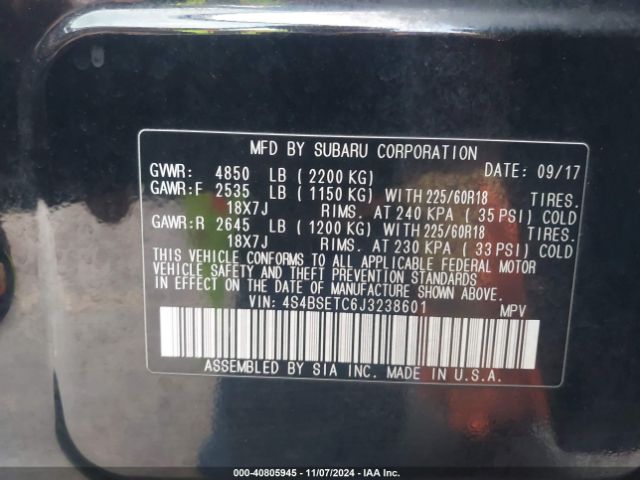 MFD BY SUBARU CORPORATION
GVWR: 4850 LB ( 2200 KG) DATE: 09/17
GAWR:F 2535 LB ( 1150 KG) WITH 225/60R18 TIRES.
18X7J RIMS. AT 240 KPA ( 35 PSI) COLD
GAWR:R 2645 LB ( 1200 KG) WITH 225/60R18 TIRES.
18X7J RIMS. AT 230 KPA ( 33 PSI) COLD
THIS VEHICLE CONFORMS TO ALL APPLICABLE FEDERAL MOTOR
VEHICLE SAFETY AND THEFT PREVENTION STANDARDS
IN EFFECT ON THE DATE OF MANUFACTURE SHOWN ABOVE.
VIN: 4S4BSETC6J3238601 MPV
ASSEMBLED BY SIA INC. MADE IN U.S.A.
000-40805945 - 11/07/2024 - IAA Inc.